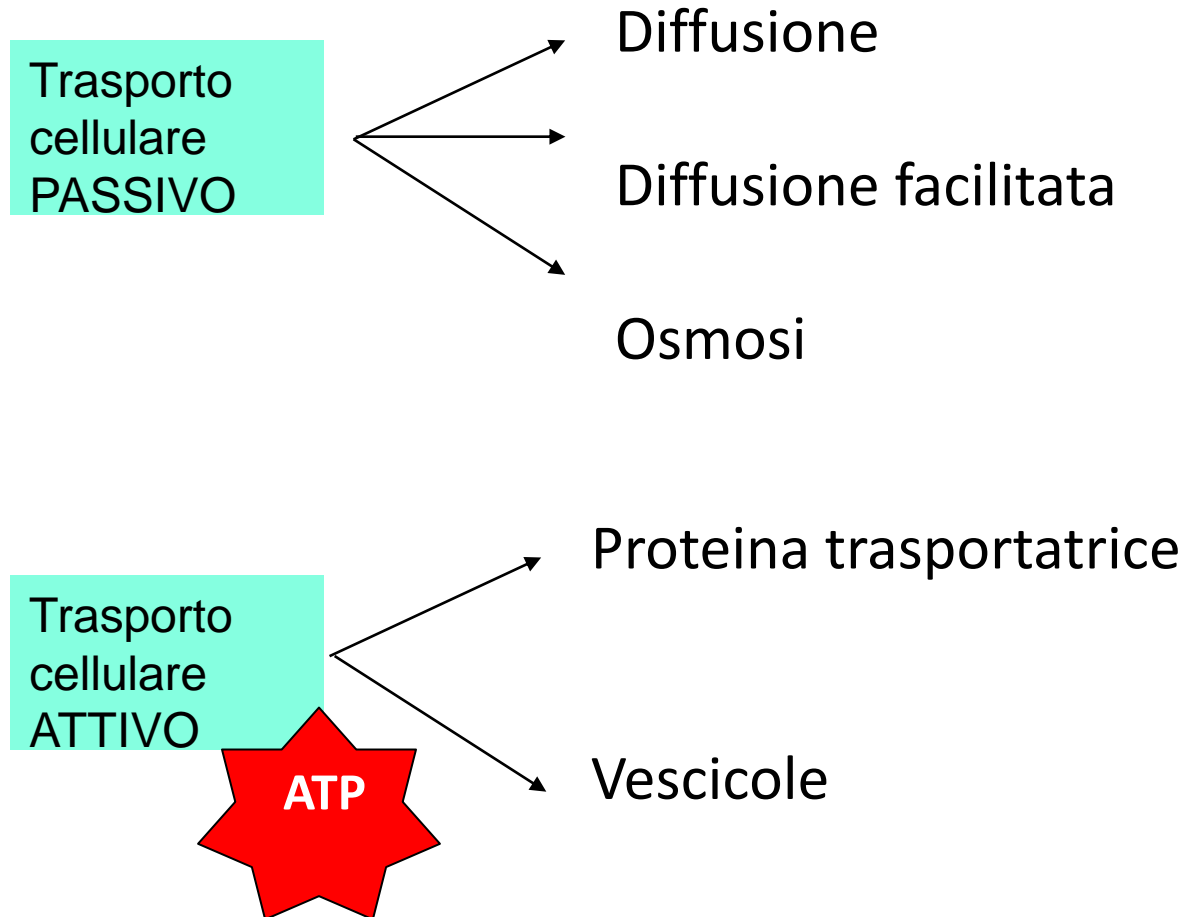 Trasporto
cellulare
PASSIVO
Diffusione
Diffusione facilitata
Osmosi
Trasporto
cellulare
ATTIVO
ATP
Proteina trasportatrice
Vescicole